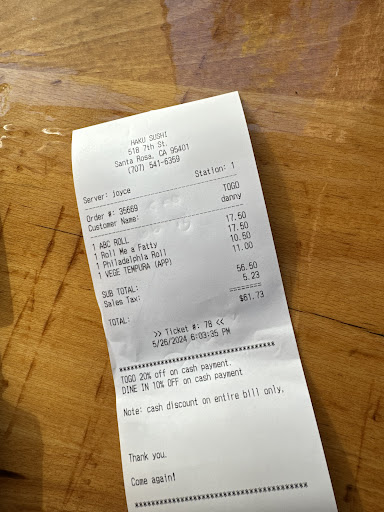 HAKU SUSHI
518 7th St.
Santa Rosa, CA 95401
(707) 541-6359
Server: joyce Station: 1
Order #: 35669 TOGO
Customer Name: danny
1 ABC ROLL 17.50
1 Roll Me a Fatty 17.50
1 Philadelphia Roll 10.50
1 VEGE TEMPURA (APP) 11.00
SUB TOTAL: 56.50
Sales Tax: 5.23
========
TOTAL: $61.73
>> Ticket #: 78 <<
5/26/2024 6:03:35 PM
****************************************
TOGO 20% off on cash payment.
DINE IN 10% OFF on cash payment
Note: cash discount on entire bill only.
Thank you.
Come again!
****************************************